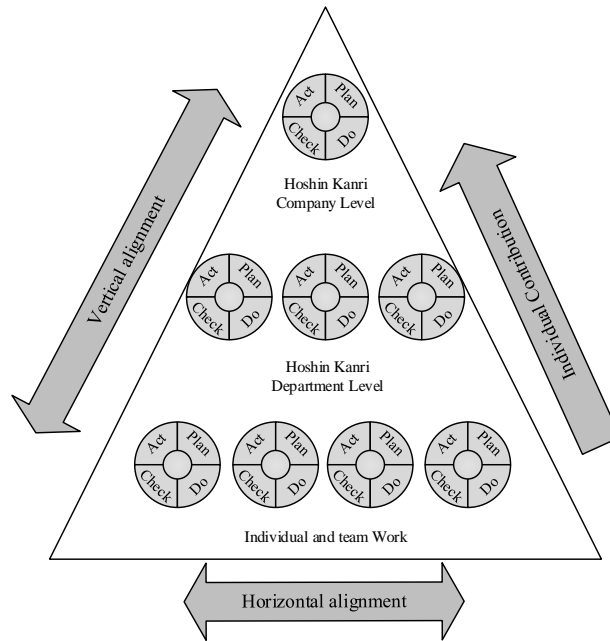 Act Plan
Check Do
Hoshin Kanri
Company Level
Vertical alignment
Individual Contribution
Act Plan Act Plan Act Plan
Check Do Check Do Check Do
Hoshin Kanri
Department Level
Act Plan Act Plan Act Plan Act Plan
Check Do Check Do Check Do Check Do
Individual and team Work
Horizontal alignment